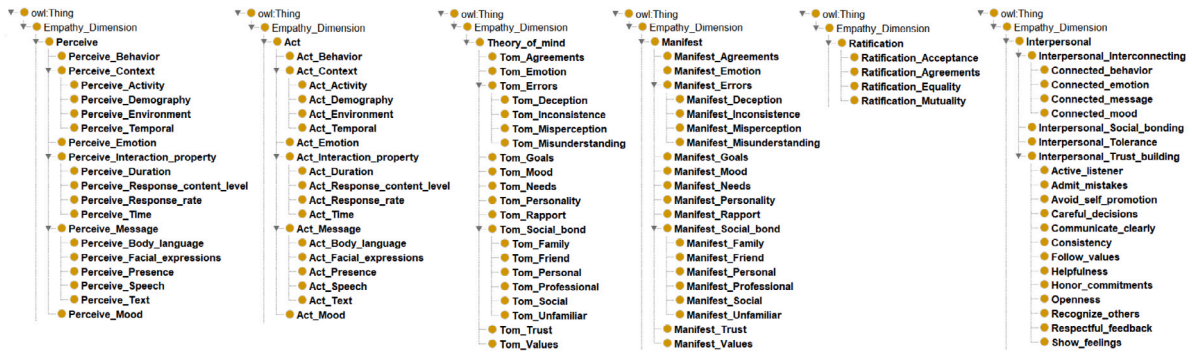 owl:Thing
Empathy_Dimension
Perceive
Perceive_Behavior
Perceive_Context
Perceive_Activity
Perceive_Demography
Perceive_Environment
Perceive_Temporal
Perceive_Emotion
Perceive_Interaction_property
Perceive_Duration
Perceive_Response_content_level
Perceive_Response_rate
Perceive_Time
Perceive_Message
Perceive_Body_language
Perceive_Facial_expressions
Perceive_Presence
Perceive_Speech
Perceive_Text
Perceive_Mood
owl:Thing
Empathy_Dimension
Act
Act_Behavior
Act_Context
Act_Activity
Act_Demography
Act_Environment
Act_Temporal
Act_Emotion
Act_Interaction_property
Act_Duration
Act_Response_content_level
Act_Response_rate
Act_Time
Act_Message
Act_Body_language
Act_Facial_expressions
Act_Presence
Act_Speech
Act_Text
Act_Mood
owl:Thing
Empathy_Dimension
Theory_of_mind
Tom_Agreements
Tom_Emotion
Tom_Errors
Tom_Deception
Tom_Inconsistence
Tom_Misperception
Tom_Misunderstanding
Tom_Goals
Tom_Mood
Tom_Needs
Tom_Personality
Tom_Rapport
Tom_Social_bond
Tom_Family
Tom_Friend
Tom_Personal
Tom_Professional
Tom_Social
Tom_Unfamiliar
Tom_Trust
Tom_Values
owl:Thing
Empathy_Dimension
Manifest
Manifest_Agreements
Manifest_Emotion
Manifest_Errors
Manifest_Deception
Manifest_Inconsistence
Manifest_Misperception
Manifest_Misunderstanding
Manifest_Goals
Manifest_Mood
Manifest_Needs
Manifest_Personality
Manifest_Rapport
Manifest_Social_bond
Manifest_Family
Manifest_Friend
Manifest_Personal
Manifest_Professional
Manifest_Social
Manifest_Unfamiliar
Manifest_Trust
Manifest_Values
owl:Thing
Empathy_Dimension
Ratification
Ratification_Acceptance
Ratification_Agreements
Ratification_Equality
Ratification_Mutuality
owl:Thing
Empathy_Dimension
Interpersonal
Interpersonal_Interconnecting
Connected_behavior
Connected_emotion
Connected_message
Connected_mood
Interpersonal_Social_bonding
Interpersonal_Tolerance
Interpersonal_Trust_building
Active_listener
Admit_mistakes
Avoid_self_promotion
Careful_decisions
Communicate_clearly
Consistency
Follow_values
Helpfulness
Honor_commitments
Openness
Recognize_others
Respectful_feedback
Show_feelings